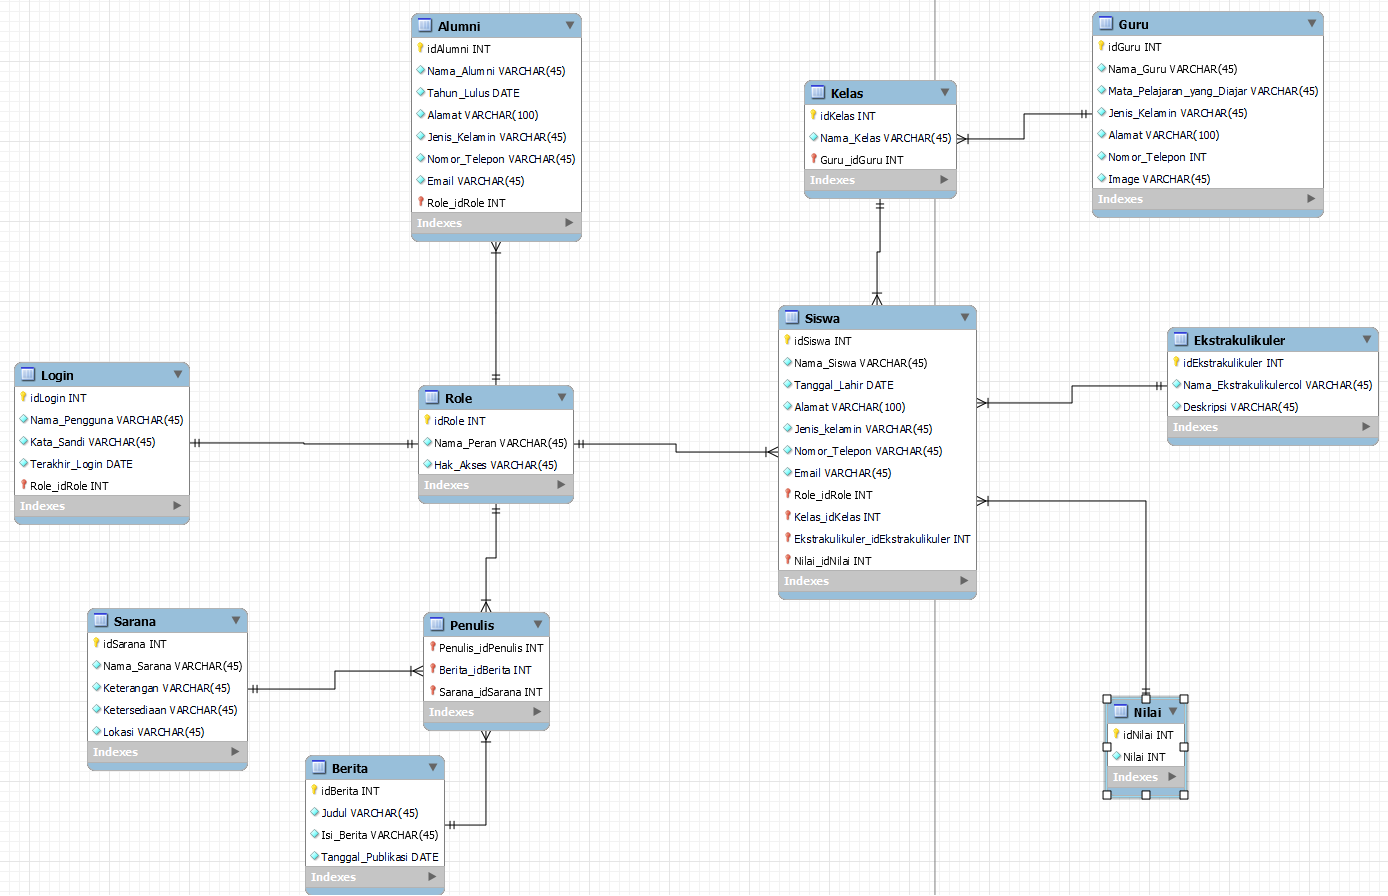 Alumni
idAlumni INT
Nama_Alumni VARCHAR(45)
Tahun_Lulus DATE
Alamat VARCHAR(100)
Jenis_Kelamin VARCHAR(45)
Nomor_Telepon VARCHAR(45)
Email VARCHAR(45)
Role_idRole INT
Indexes
Guru
idGuru INT
Nama_Guru VARCHAR(45)
Mata_Pelajaran_yang_Diajar VARCHAR(45)
Jenis_Kelamin VARCHAR(45)
Alamat VARCHAR(100)
Nomor_Telepon INT
Image VARCHAR(45)
Indexes
Kelas
idKelas INT
Nama_Kelas VARCHAR(45)
Guru_idGuru INT
Indexes
Siswa
idSiswa INT
Nama_Siswa VARCHAR(45)
Tanggal_Lahir DATE
Alamat VARCHAR(100)
Jenis_kelamin VARCHAR(45)
Nomor_Telepon VARCHAR(45)
Email VARCHAR(45)
Role_idRole INT
Kelas_idKelas INT
Ekstrakulikuler_idEkstrakulikuler INT
Nilai_idNilai INT
Indexes
Ekstrakulikuler
idEkstrakulikuler INT
Nama_Ekstrakulikulercol VARCHAR(45)
Deskripsi VARCHAR(45)
Indexes
Login
idLogin INT
Nama_Pengguna VARCHAR(45)
Kata_Sandi VARCHAR(45)
Terakhir_Login DATE
Role_idRole INT
Indexes
Role
idRole INT
Nama_Peran VARCHAR(45)
Hak_Akses VARCHAR(45)
Indexes
Sarana
idSarana INT
Nama_Sarana VARCHAR(45)
Keterangan VARCHAR(45)
Ketersediaan VARCHAR(45)
Lokasi VARCHAR(45)
Indexes
Penulis
Penulis_idPenulis INT
Berita_idBerita INT
Sarana_idSarana INT
Indexes
Berita
idBerita INT
Judul VARCHAR(45)
Isi_Berita VARCHAR(45)
Tanggal_Publikasi DATE
Indexes
Nilai
idNilai INT
Nilai INT
Indexes